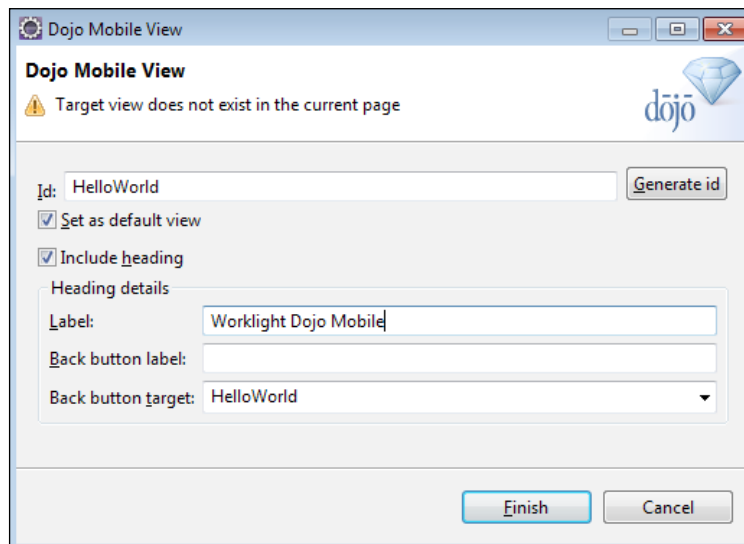 Dojo Mobile View
Dojo Mobile View
Target view does not exist in the current page
dōjō
Id: HelloWorld Generate id
Set as default view
Include heading
Heading details
Label: Worklight Dojo Mobile
Back button label:
Back button target: HelloWorld
Finish Cancel